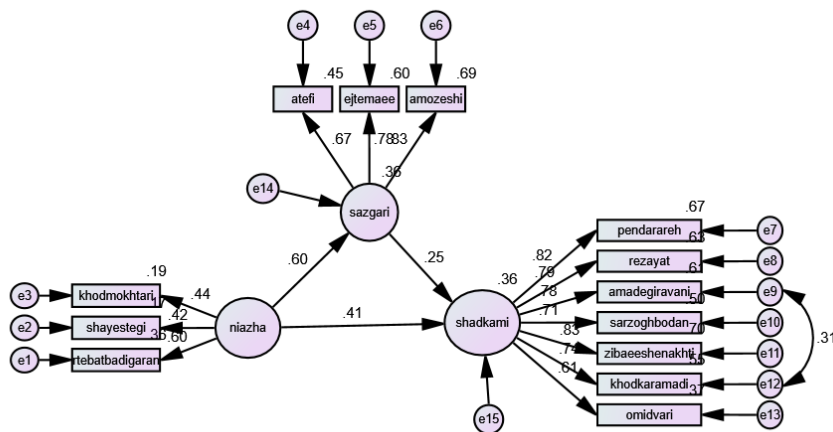 e4
e5
e6
.45
.60
.69
atefi
ejtemaee
amozeshi
.67
.78
.83
.36
e14
sazgari
.67
pendarareh
e7
.63
.82
rezayat
e8
.60
.25
.61
.79
.19
.36
amadegiravani
e9
e3
khodmokhtari
.44
.78
.50
.17
.71
sarzoghbodan
e10
.31
e2
shayestegi
.42
niazha
.41
shadkami
.70
.35
.60
.83
zibaeeshenakhti
e11
e1
rtebatbadigaran
.74
.55
khodkaramadi
e12
.61
.37
omidvari
e13
e15